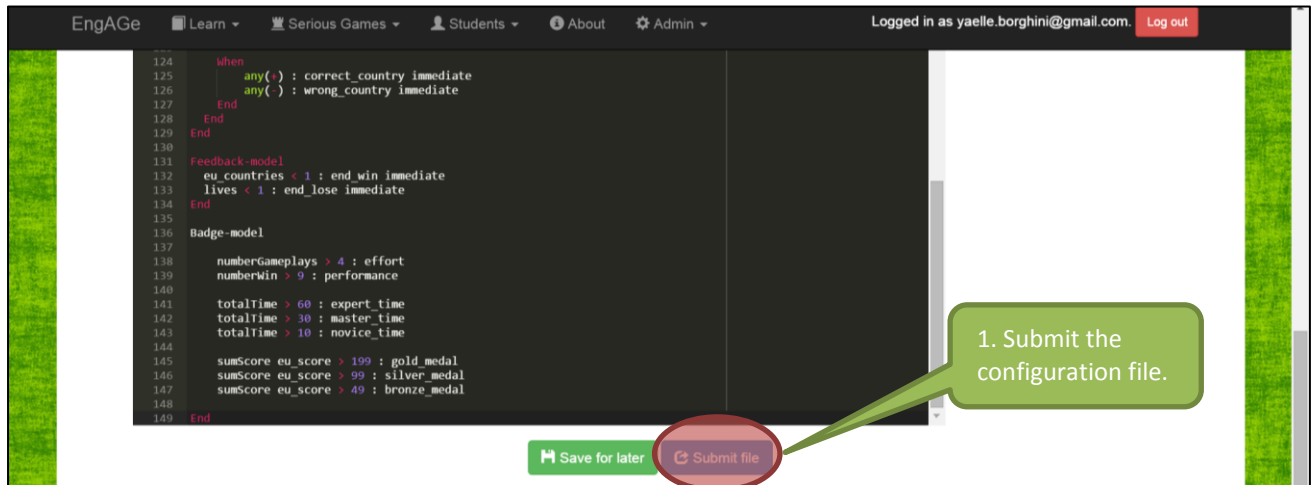 EngAGe Learn Serious Games Students About Admin Logged in as yaelle.borghini@gmail.com. Log out
124 When
125 any(+) : correct_country immediate
126 any(-) : wrong_country immediate
127 End
128 End
129 End
130
131 Feedback-model
132 eu_countries < 1 : end_win immediate
133 lives < 1 : end_lose immediate
134 End
135
136 Badge-model
137
138 numberGameplays > 4 : effort
139 numberWin > 9 : performance
140
141 totalTime > 60 : expert_time
142 totalTime > 30 : master_time
143 totalTime > 10 : novice_time
144
145 sumScore eu_score > 199 : gold_medal
146 sumScore eu_score > 99 : silver_medal
147 sumScore eu_score > 49 : bronze_medal
148
149 End
1. Submit the
configuration file.
Save for later Submit file